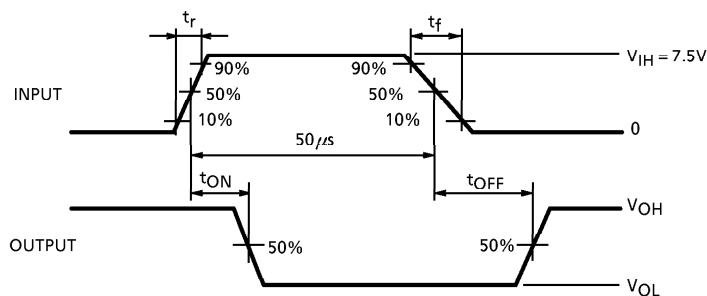 tr
tf
90%
90%
VIH = 7.5V
INPUT
50%
50%
10%
10%
0
50μs
tON
tOFF
VOH
OUTPUT
50%
50%
VOL